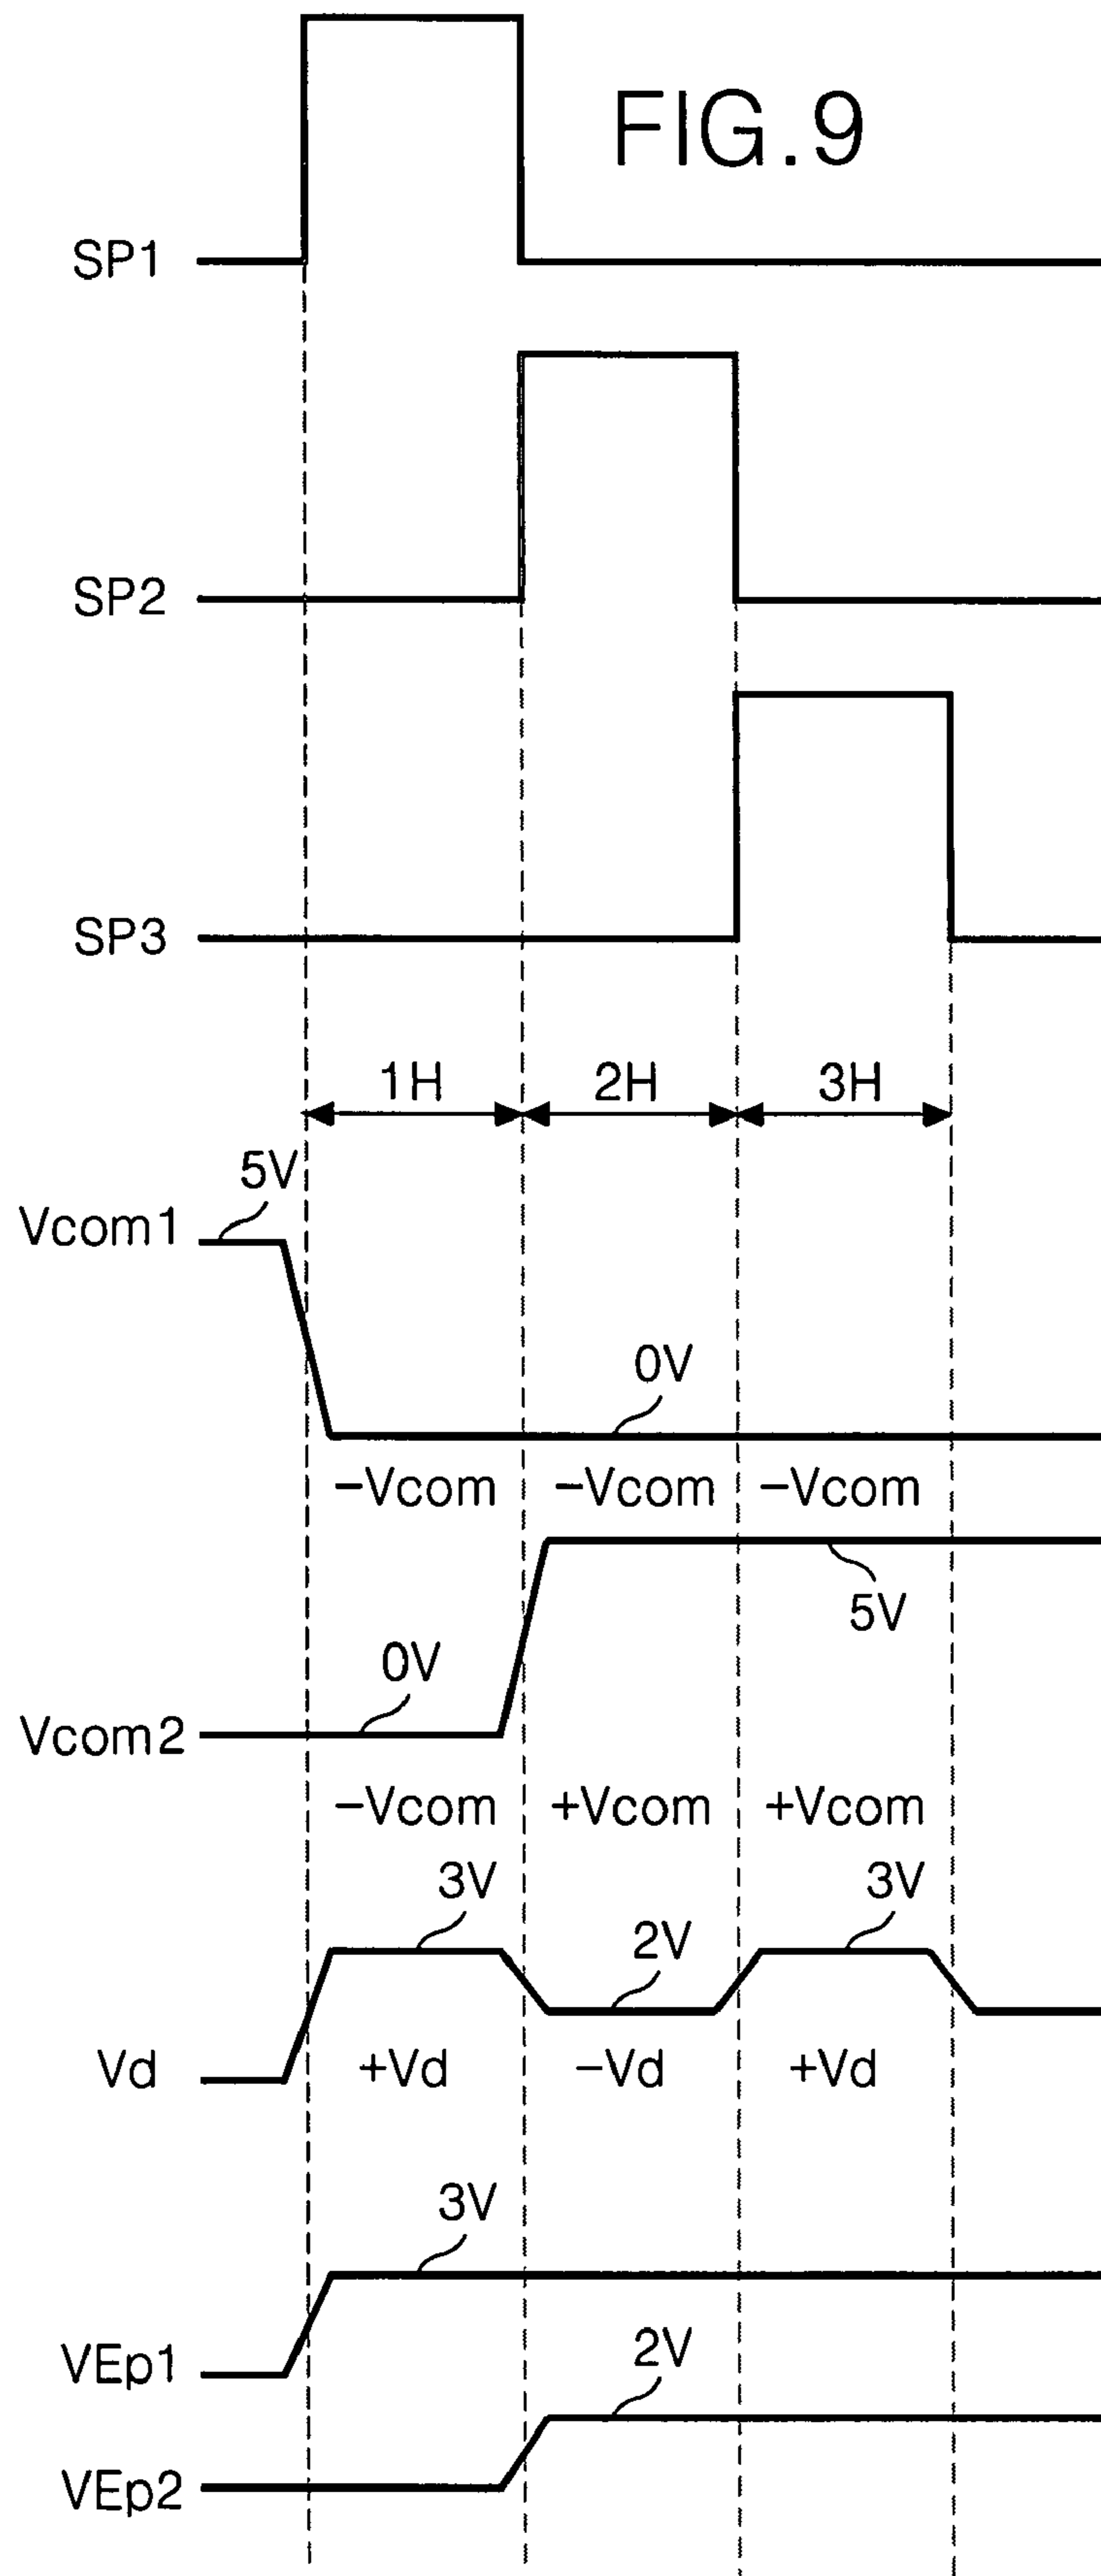 FIG.9
SP1
SP2
SP3
1H 2H 3H
5V
Vcom1
0V
-Vcom -Vcom -Vcom
5V
0V
Vcom2
-Vcom +Vcom +Vcom
3V 3V
2V
Vd +Vd -Vd +Vd
3V
VEp1
2V
VEp2